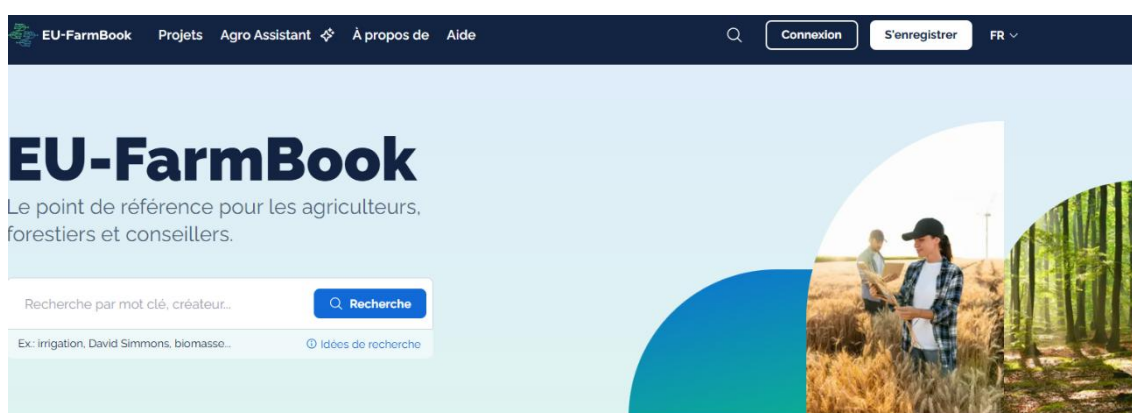 EU-FarmBook Projets Agro Assistant À propos de Aide Connexion S'enregistrer FR
EU-FarmBook
Le point de référence pour les agriculteurs,
forestiers et conseillers.
Recherche par mot clé, créateur... Recherche
Ex.: irrigation, David Simmons, biomasse... Idées de recherche